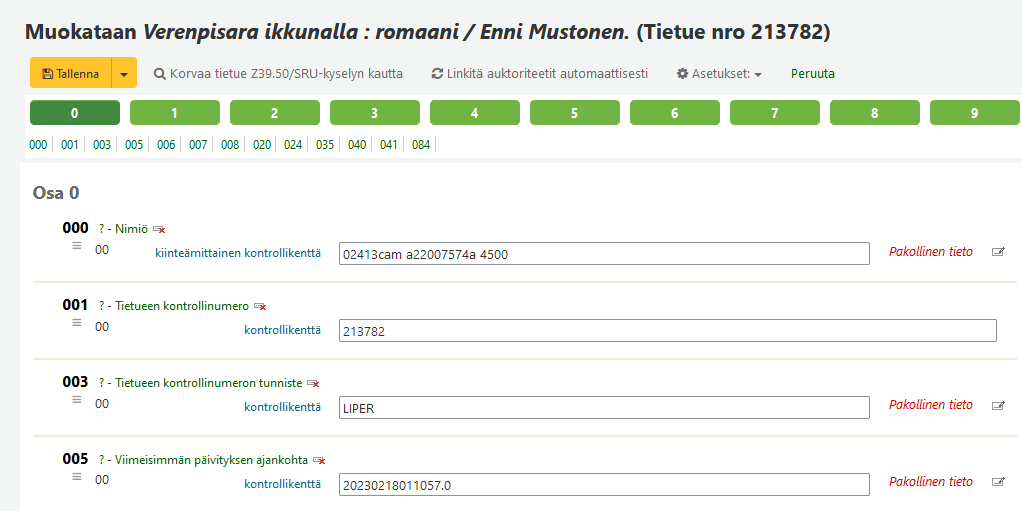 Muokataan Verenpisara ikkunalla : romaani / Enni Mustonen. (Tietue nro 213782)
Tallenna Korvaa tietue Z39.50/SRU-kyselyn kautta Linkitä auktoriteetit automaattisesti Asetukset: Peruuta
0 1 2 3 4 5 6 7 8 9
000 001 003 005 006 007 008 020 024 035 040 041 084
Osa 0
000 ? - Nimiö
00 kiinteämittainen kontrollikenttä 02413cam a22007574a 4500 Pakollinen tieto
001 ? - Tietueen kontrollinumero
00 kontrollikenttä 213782
003 ? - Tietueen kontrollinumeron tunniste
00 kontrollikenttä LIPER Pakollinen tieto
005 ? - Viimeisimmän päivityksen ajankohta
00 kontrollikenttä 20230218011057.0 Pakollinen tieto